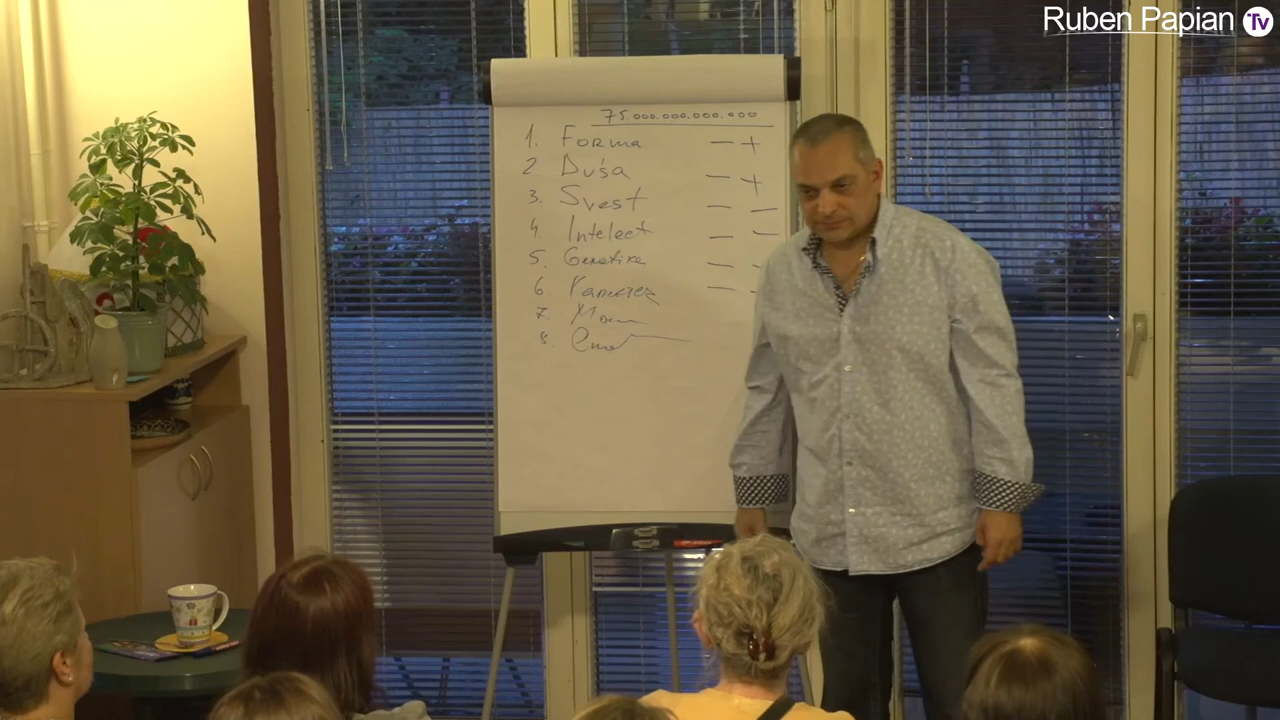 Ruben Papian Tv
75.000.000.000.000
1. Forma — +
2. Duša — +
3. Svest — —
4. Intelect — —
5. Genetika — -
6. Karakter — -
7.
8.